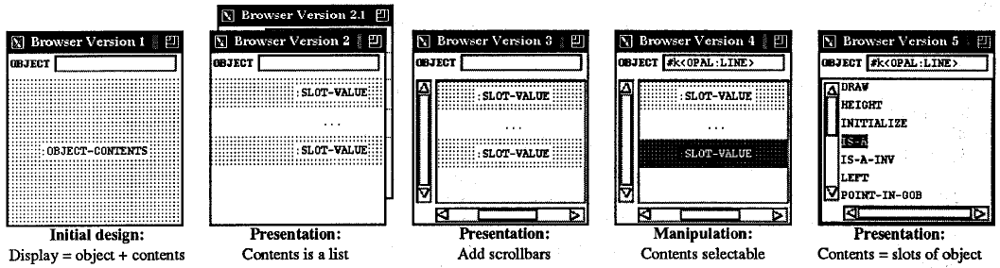 Browser Version 2.1
Browser Version 1
OBJECT
:OBJECT-CONTENTS
Initial design:
Display = object + contents
Browser Version 2
OBJECT
:SLOT-VALUE
...
:SLOT-VALUE
Presentation:
Contents is a list
Browser Version 3
OBJECT
:SLOT-VALUE
...
:SLOT-VALUE
Presentation:
Add scrollbars
Browser Version 4
OBJECT #k<OPAL:LINE>
:SLOT-VALUE
...
:SLOT-VALUE
Manipulation:
Contents selectable
Browser Version 5
OBJECT #k<OPAL:LINE>
DRAW
HEIGHT
INITIALIZE
IS-A
IS-A-INV
LEFT
POINT-IN-GOB
Presentation:
Contents = slots of object